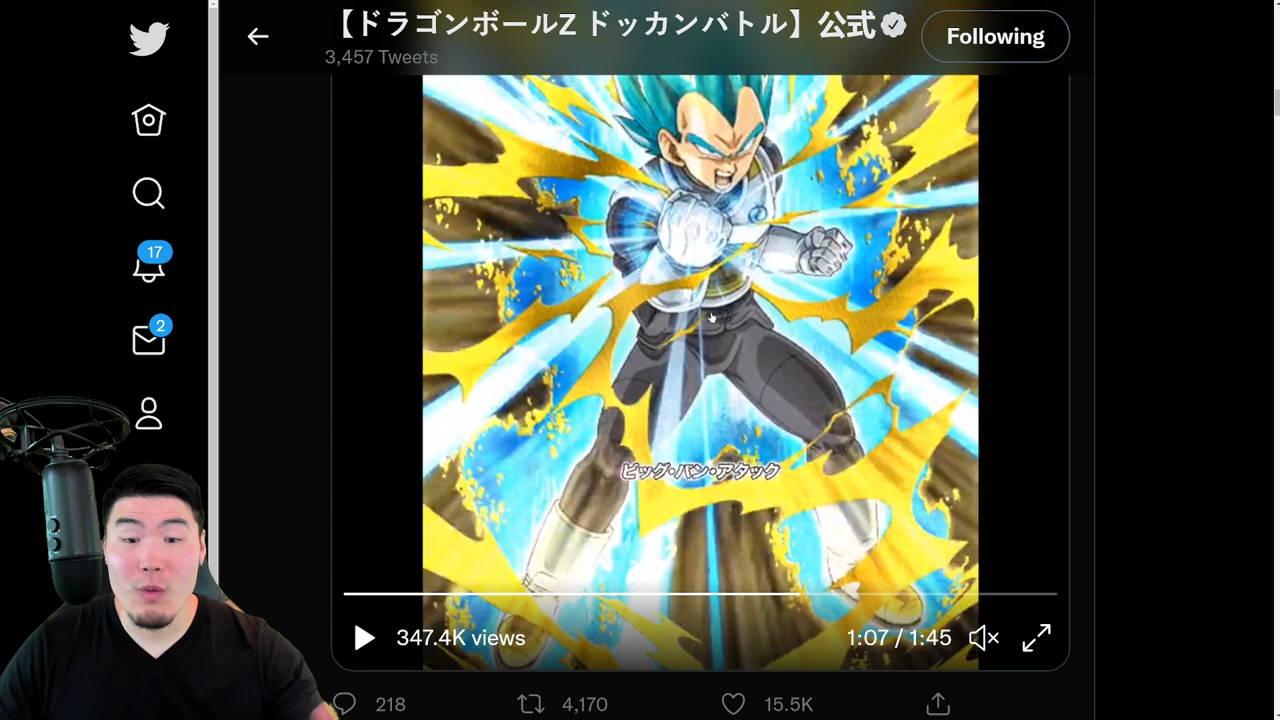 【ドラゴンボールZ ドッカンバトル】公式
3,457 Tweets
Following
17
2
ビッグ・バン・アタック
347.4K views
1:07 / 1:45
218
4,170
15.5K